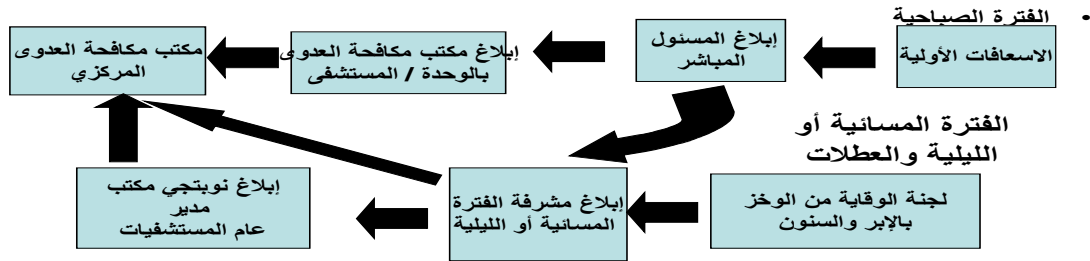 • الفترة الصباحية
الاسعافات الأولية
إبلاغ المسئول
المباشر
إبلاغ مكتب مكافحة العدوى
بالوحدة / المستشفى
مكتب مكافحة العدوى
المركزي
الفترة المسائية أو
الليلية والعطلات
لجنة الوقاية من الوخز
بالإبر والسنون
إبلاغ مشرفة الفترة
المسائية أو الليلية
إبلاغ نوبتجي مكتب
مدير
عام المستشفيات